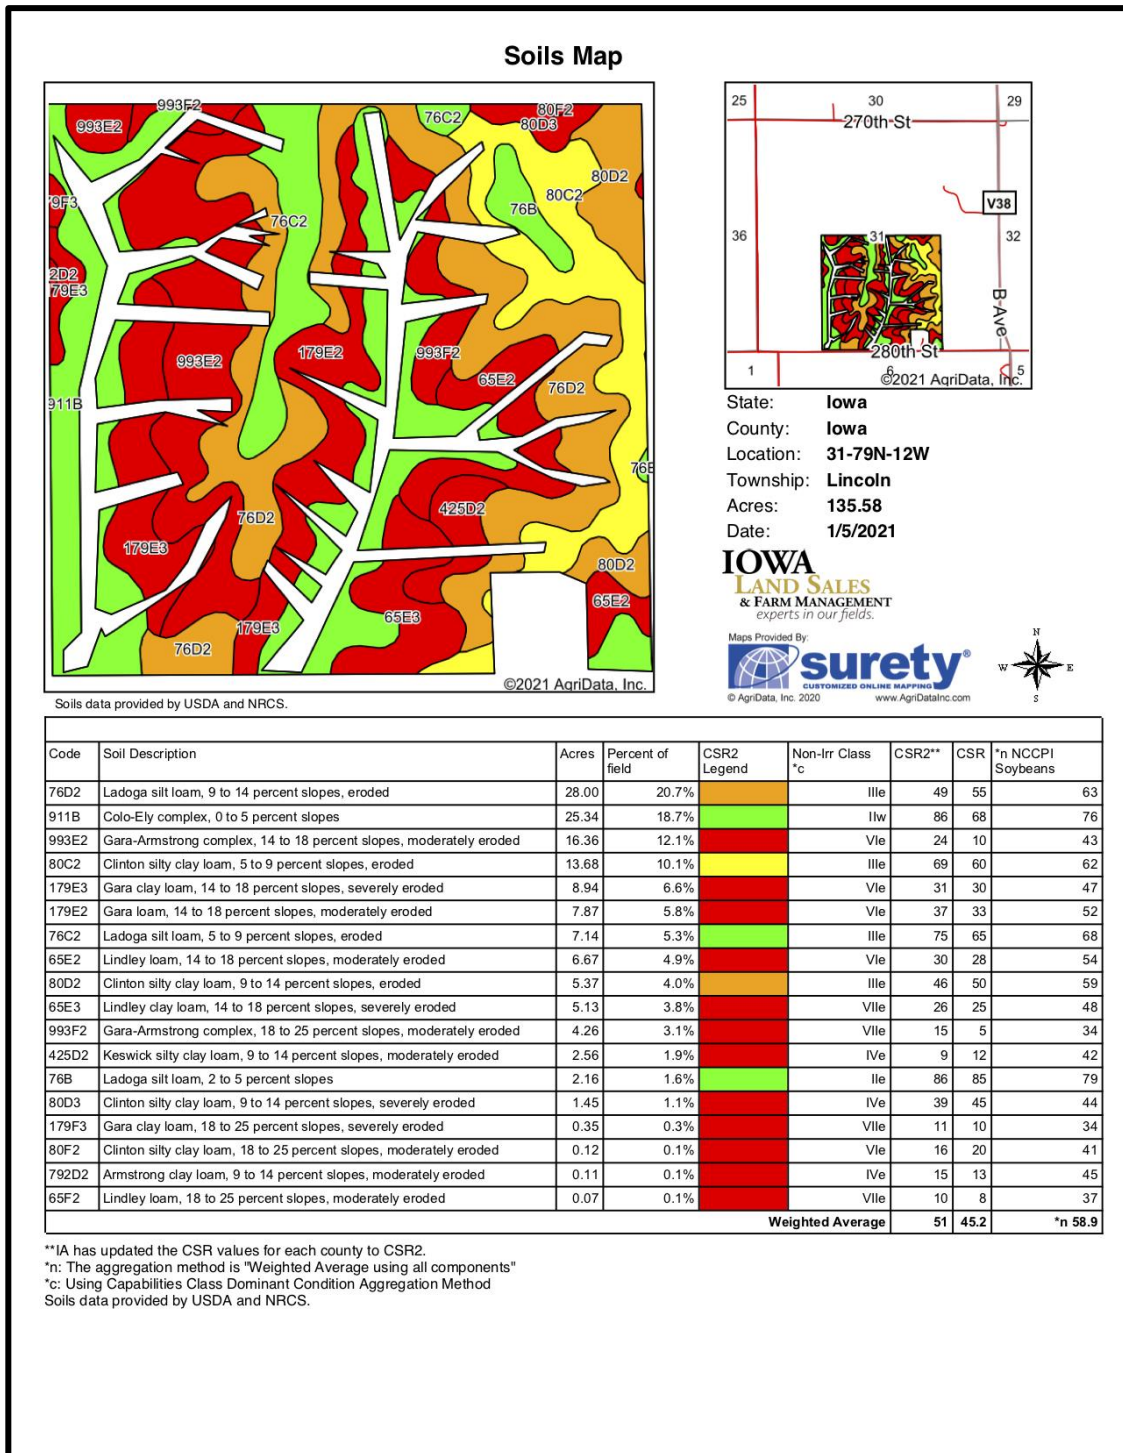 Soils Map
993F2
993E2
76C2
80F2
80D3
80D2
80C2
76B
79F3
76C2
2D2
79E3
993E2
179E2
993F2
65E2
76D2
911B
76E
425D2
76D2
179E3
80D2
65E2
179E3
65E3
76D2
©2021 AgriData, Inc.
Soils data provided by USDA and NRCS.
25 30 29
270th St
V38
36 31 32
B Ave
280th St
1 6 5
©2021 AgriData, Inc.
State: Iowa
County: Iowa
Location: 31-79N-12W
Township: Lincoln
Acres: 135.58
Date: 1/5/2021
IOWA
LAND SALES
& FARM MANAGEMENT
experts in our fields.
Maps Provided By:
surety®
CUSTOMIZED ONLINE MAPPING
© AgriData, Inc. 2020 www.AgriDataInc.com
N
W E
S
Code Soil Description Acres Percent of field CSR2 Legend Non-Irr Class *c CSR2** CSR *n NCCPI Soybeans
76D2 Ladoga silt loam, 9 to 14 percent slopes, eroded 28.00 20.7% IIIe 49 55 63
911B Colo-Ely complex, 0 to 5 percent slopes 25.34 18.7% IIw 86 68 76
993E2 Gara-Armstrong complex, 14 to 18 percent slopes, moderately eroded 16.36 12.1% VIe 24 10 43
80C2 Clinton silty clay loam, 5 to 9 percent slopes, eroded 13.68 10.1% IIIe 69 60 62
179E3 Gara clay loam, 14 to 18 percent slopes, severely eroded 8.94 6.6% VIe 31 30 47
179E2 Gara loam, 14 to 18 percent slopes, moderately eroded 7.87 5.8% VIe 37 33 52
76C2 Ladoga silt loam, 5 to 9 percent slopes, eroded 7.14 5.3% IIIe 75 65 68
65E2 Lindley loam, 14 to 18 percent slopes, moderately eroded 6.67 4.9% VIe 30 28 54
80D2 Clinton silty clay loam, 9 to 14 percent slopes, eroded 5.37 4.0% IIIe 46 50 59
65E3 Lindley clay loam, 14 to 18 percent slopes, severely eroded 5.13 3.8% VIIe 26 25 48
993F2 Gara-Armstrong complex, 18 to 25 percent slopes, moderately eroded 4.26 3.1% VIIe 15 5 34
425D2 Keswick silty clay loam, 9 to 14 percent slopes, moderately eroded 2.56 1.9% IVe 9 12 42
76B Ladoga silt loam, 2 to 5 percent slopes 2.16 1.6% IIe 86 85 79
80D3 Clinton silty clay loam, 9 to 14 percent slopes, severely eroded 1.45 1.1% IVe 39 45 44
179F3 Gara clay loam, 18 to 25 percent slopes, severely eroded 0.35 0.3% VIIe 11 10 34
80F2 Clinton silty clay loam, 18 to 25 percent slopes, moderately eroded 0.12 0.1% VIe 16 20 41
792D2 Armstrong clay loam, 9 to 14 percent slopes, moderately eroded 0.11 0.1% IVe 15 13 45
65F2 Lindley loam, 18 to 25 percent slopes, moderately eroded 0.07 0.1% VIIe 10 8 37
Weighted Average 51 45.2 *n 58.9
**IA has updated the CSR values for each county to CSR2.
*n: The aggregation method is "Weighted Average using all components"
*c: Using Capabilities Class Dominant Condition Aggregation Method
Soils data provided by USDA and NRCS.